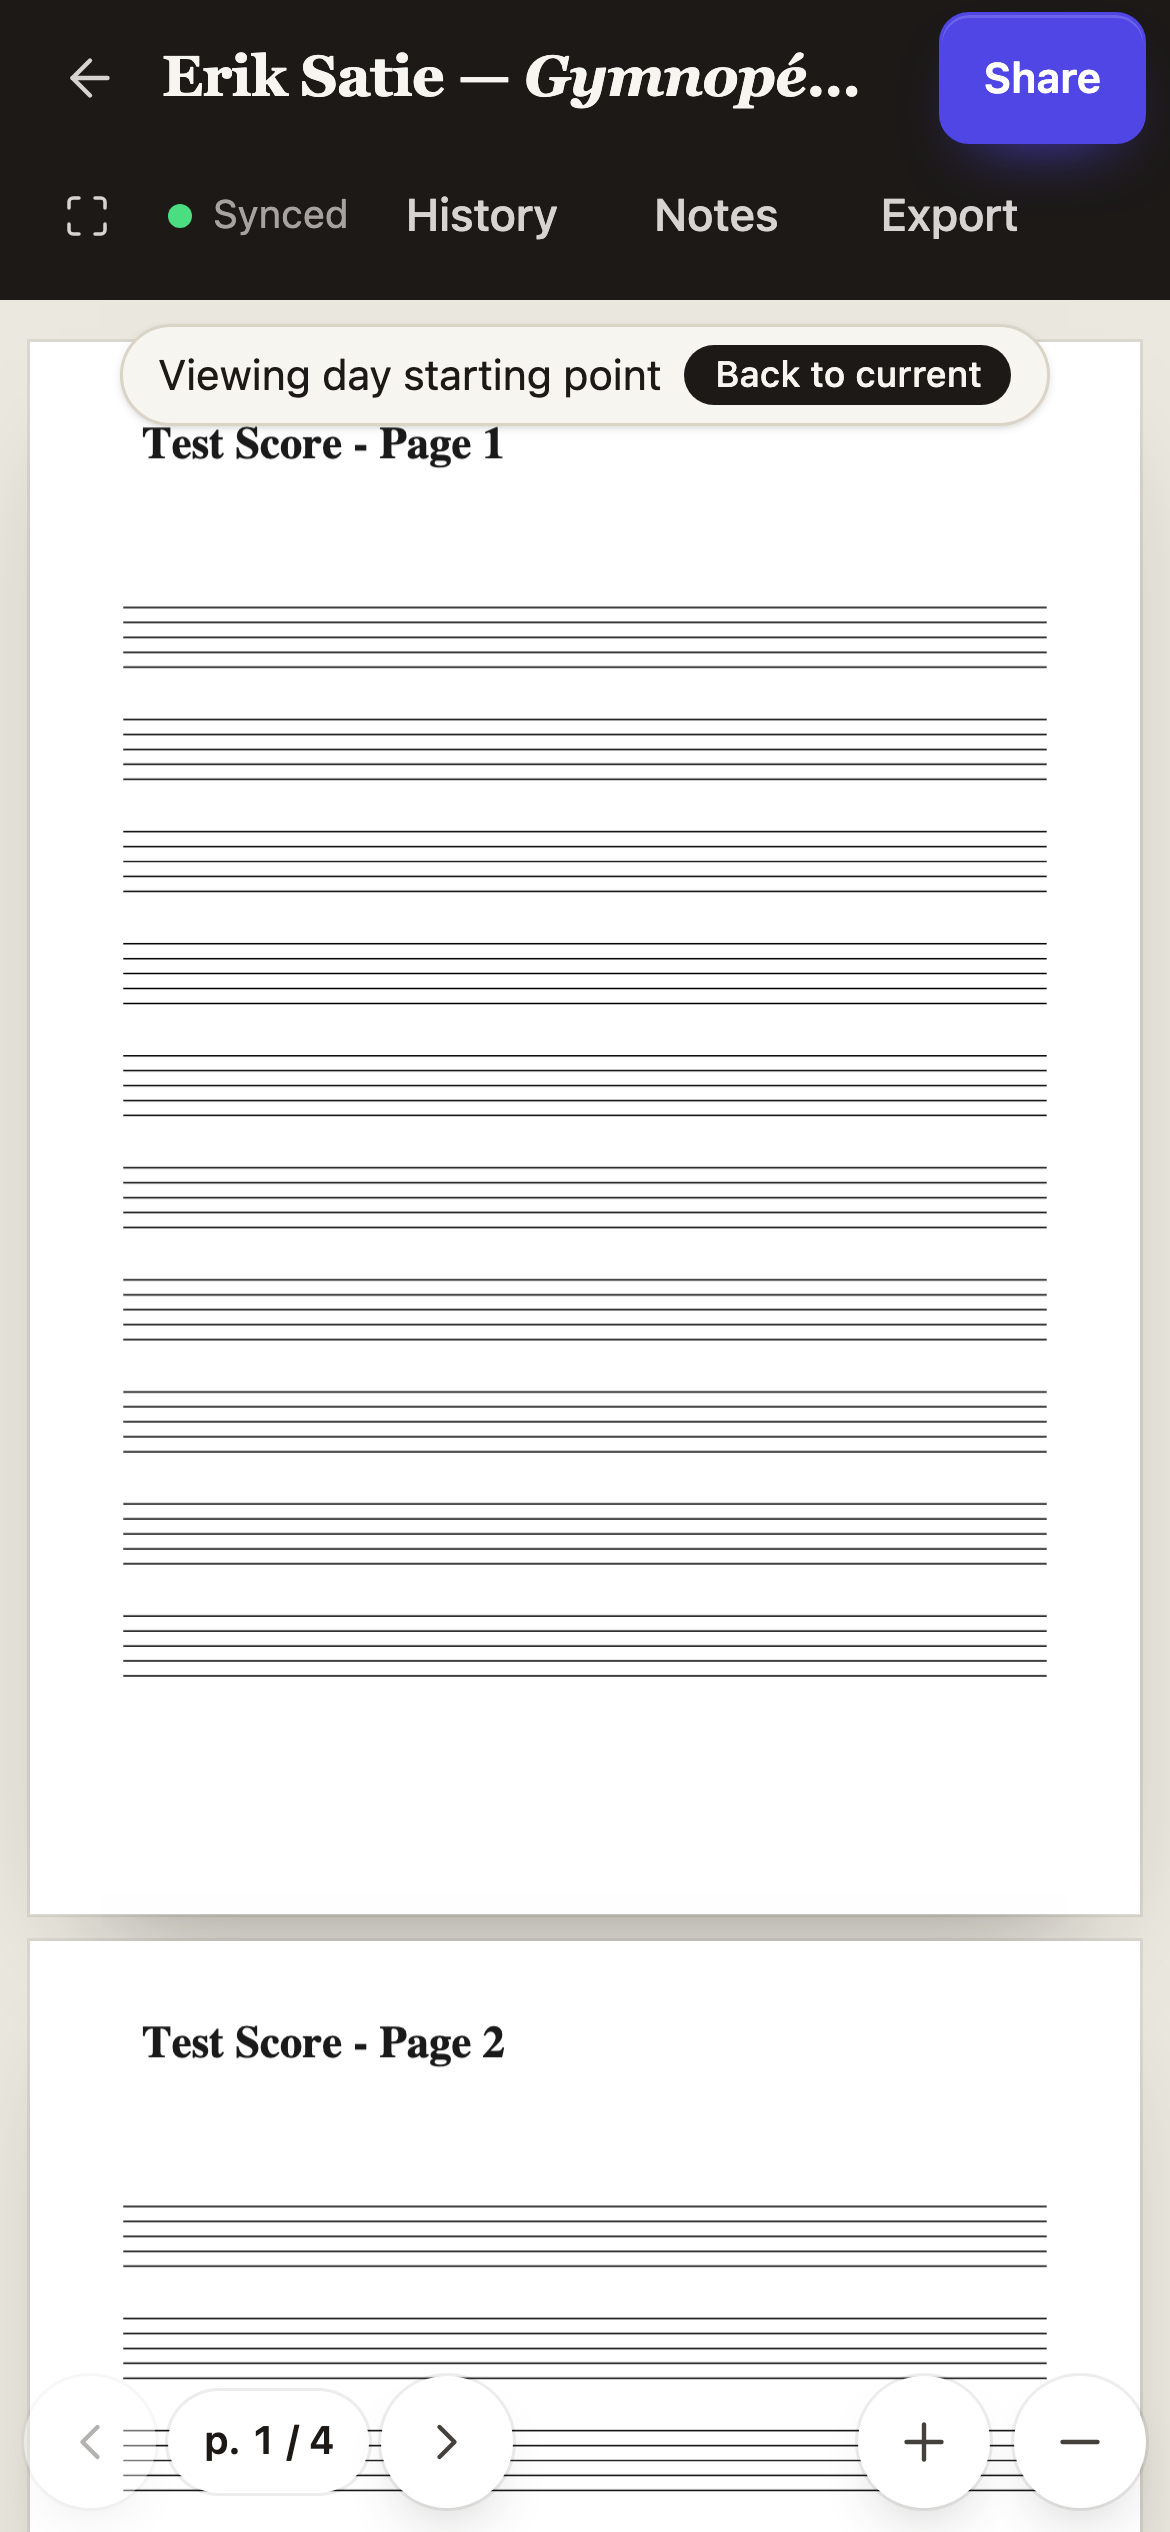 Erik Satie — Gymnopé...
Share
Synced
History
Notes
Export
Viewing day starting point
Back to current
Test Score - Page 1
Test Score - Page 2
p. 1 / 4